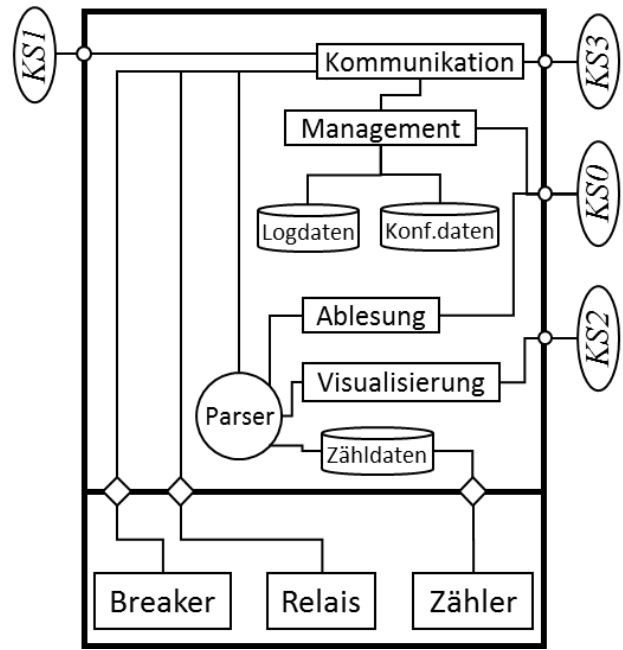 KS1
Kommunikation
KS3
Management
KS0
Logdaten
Konf.daten
Ablesung
KS2
Visualisierung
Parser
Zähldaten
Breaker
Relais
Zähler